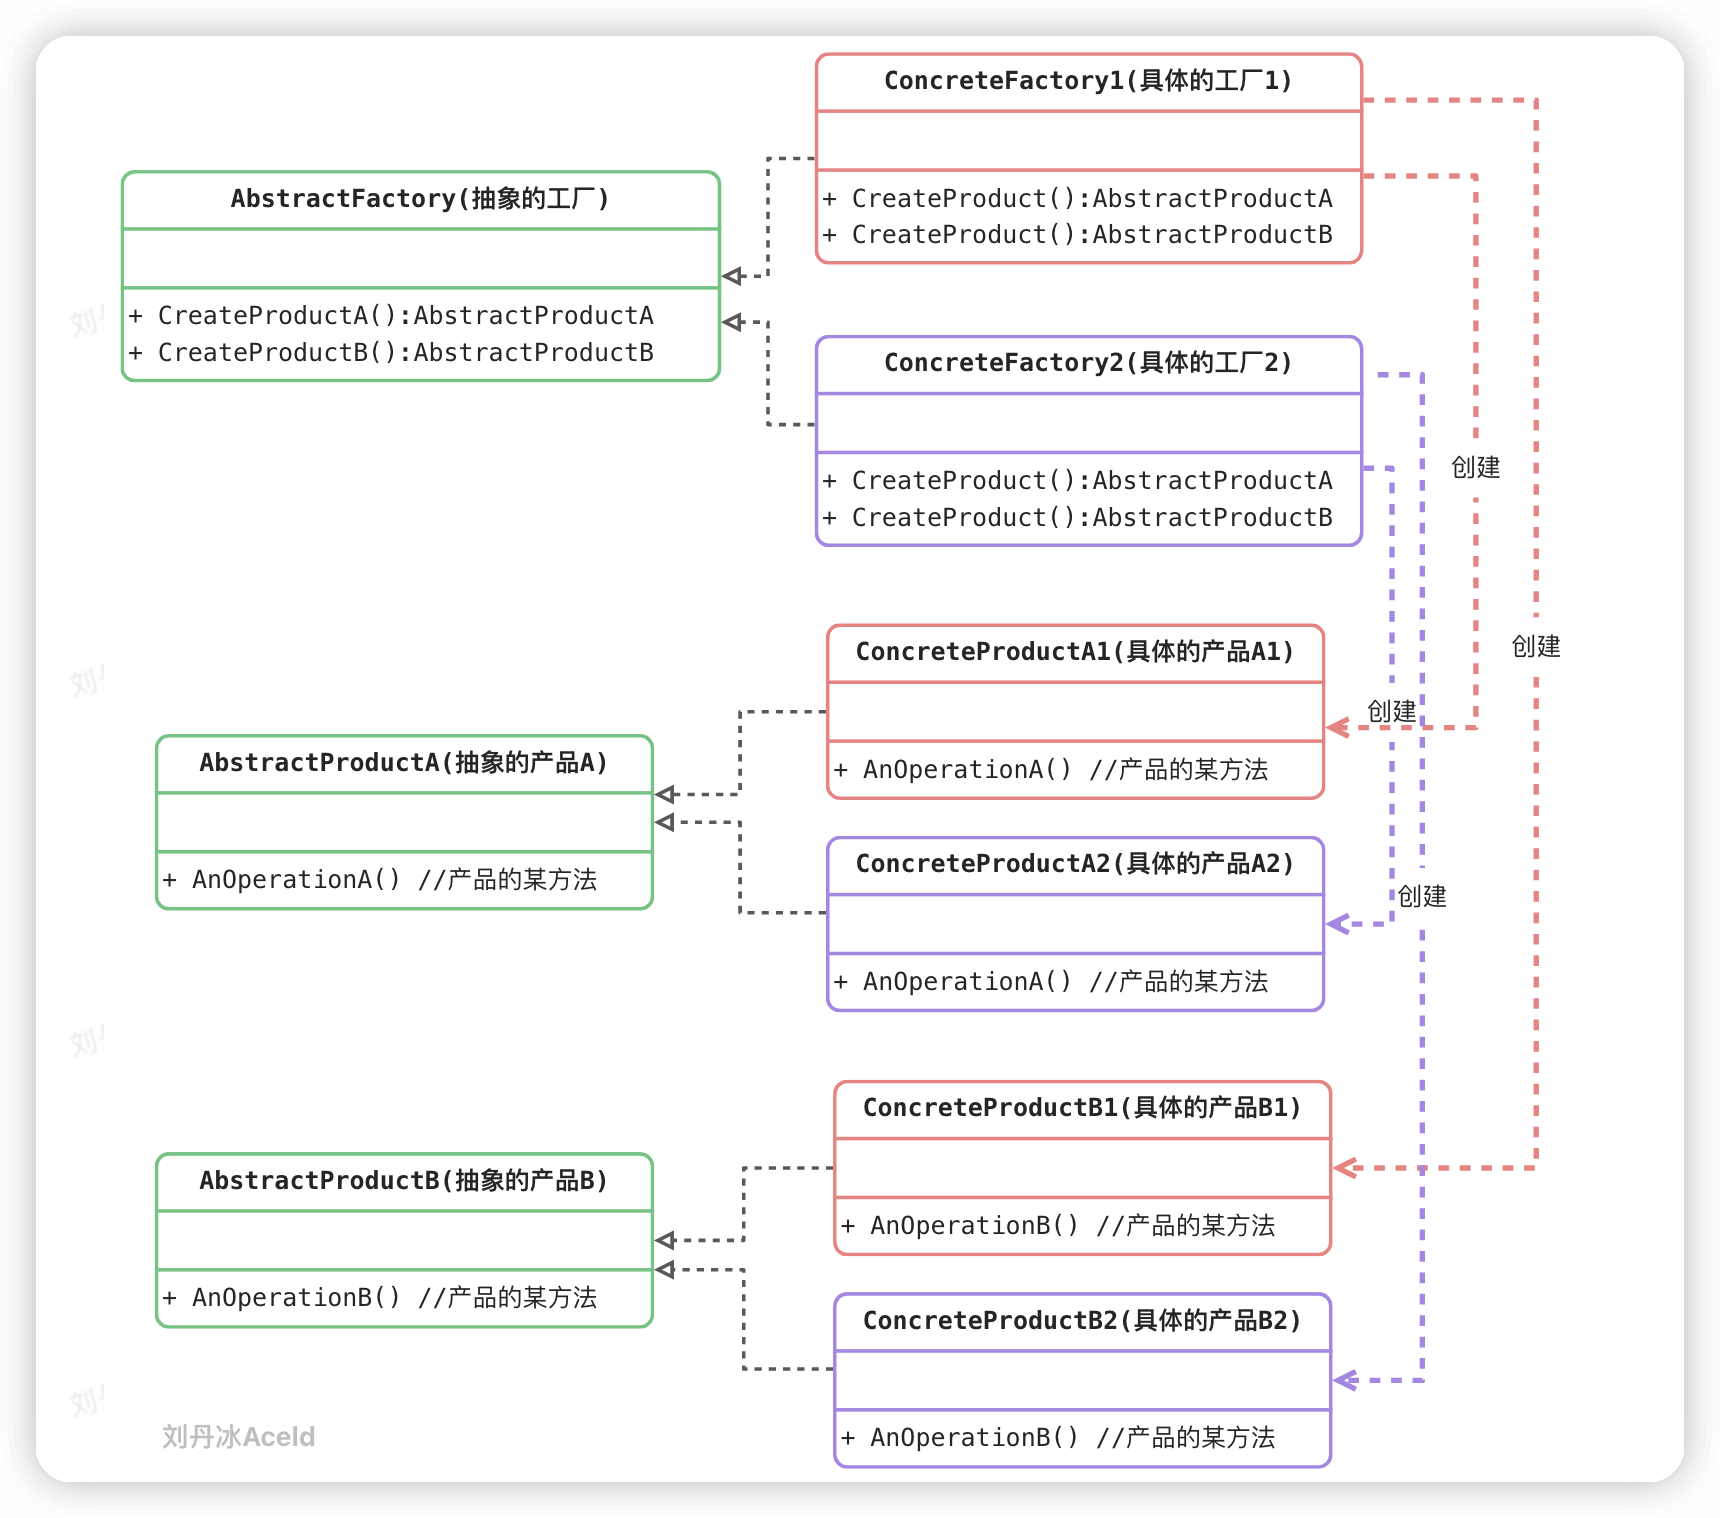 ConcreteFactory1(具体的工厂1)
+ CreateProduct():AbstractProductA
+ CreateProduct():AbstractProductB
AbstractFactory(抽象的工厂)
+ CreateProductA():AbstractProductA
+ CreateProductB():AbstractProductB
ConcreteFactory2(具体的工厂2)
+ CreateProduct():AbstractProductA
+ CreateProduct():AbstractProductB
创建
创建
创建
创建
ConcreteProductA1(具体的产品A1)
+ AnOperationA() //产品的某方法
AbstractProductA(抽象的产品A)
+ AnOperationA() //产品的某方法
ConcreteProductA2(具体的产品A2)
+ AnOperationA() //产品的某方法
ConcreteProductB1(具体的产品B1)
+ AnOperationB() //产品的某方法
AbstractProductB(抽象的产品B)
+ AnOperationB() //产品的某方法
ConcreteProductB2(具体的产品B2)
+ AnOperationB() //产品的某方法
刘丹冰Aceld